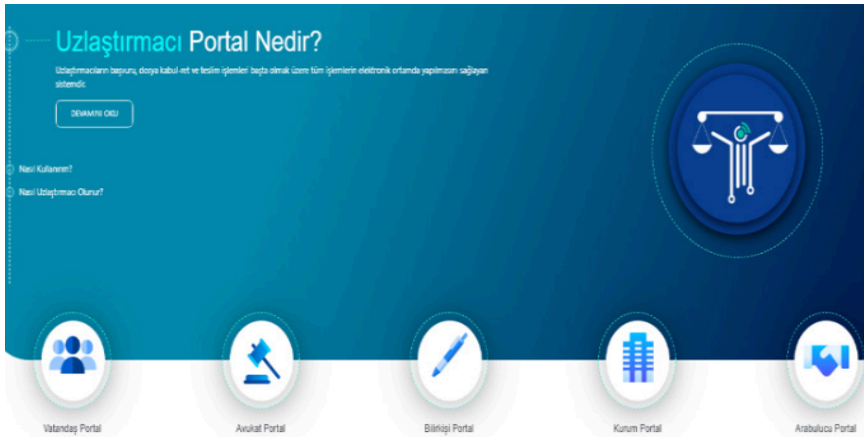 Uzlaştırmacı Portal Nedir?
Uzlaştırmacıların başvuru, dosya kabul-ret ve teslim işlemleri başta olmak üzere tüm işlemlerin elektronik ortamda yapılmasını sağlayan
sistemdir.
DEVAMINI OKU
Nasıl Kullanırım?
Nasıl Uzlaştırmacı Olunur?
Vatandaş Portal
Avukat Portal
Bilirkişi Portal
Kurum Portal
Arabulucu Portal